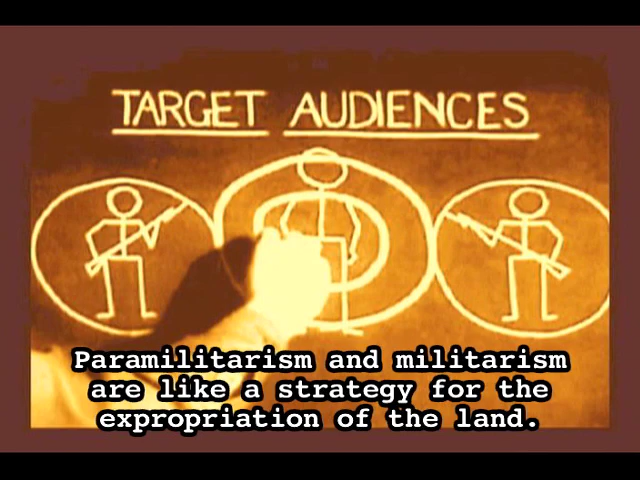 TARGET AUDIENCES
Paramilitarism and militarism
are like a strategy for the
expropriation of the land.